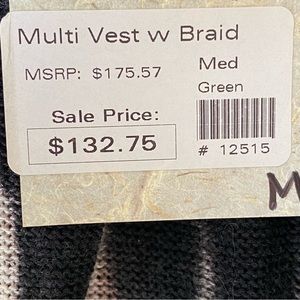 Multi Vest w Braid
MSRP: $175.57
Med
Green
Sale Price:
$132.75
# 12515
M